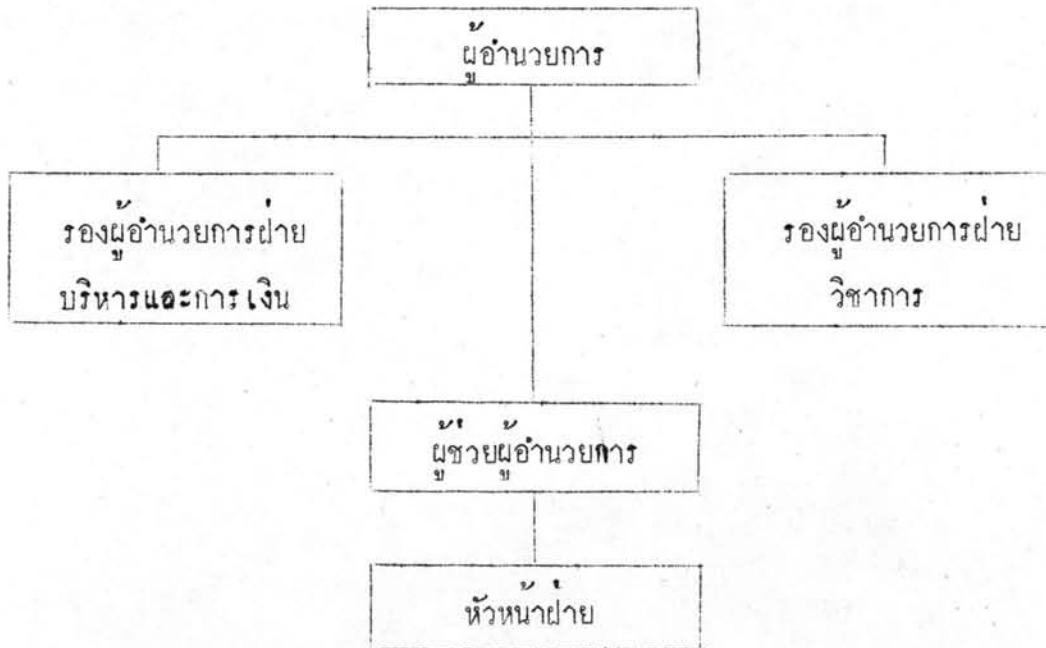 ผู้อำนวยการ
รองผู้อำนวยการฝ่าย
บริหารและการเงิน
รองผู้อำนวยการฝ่าย
วิชาการ
ผู้ช่วยผู้อำนวยการ
หัวหน้าฝ่าย